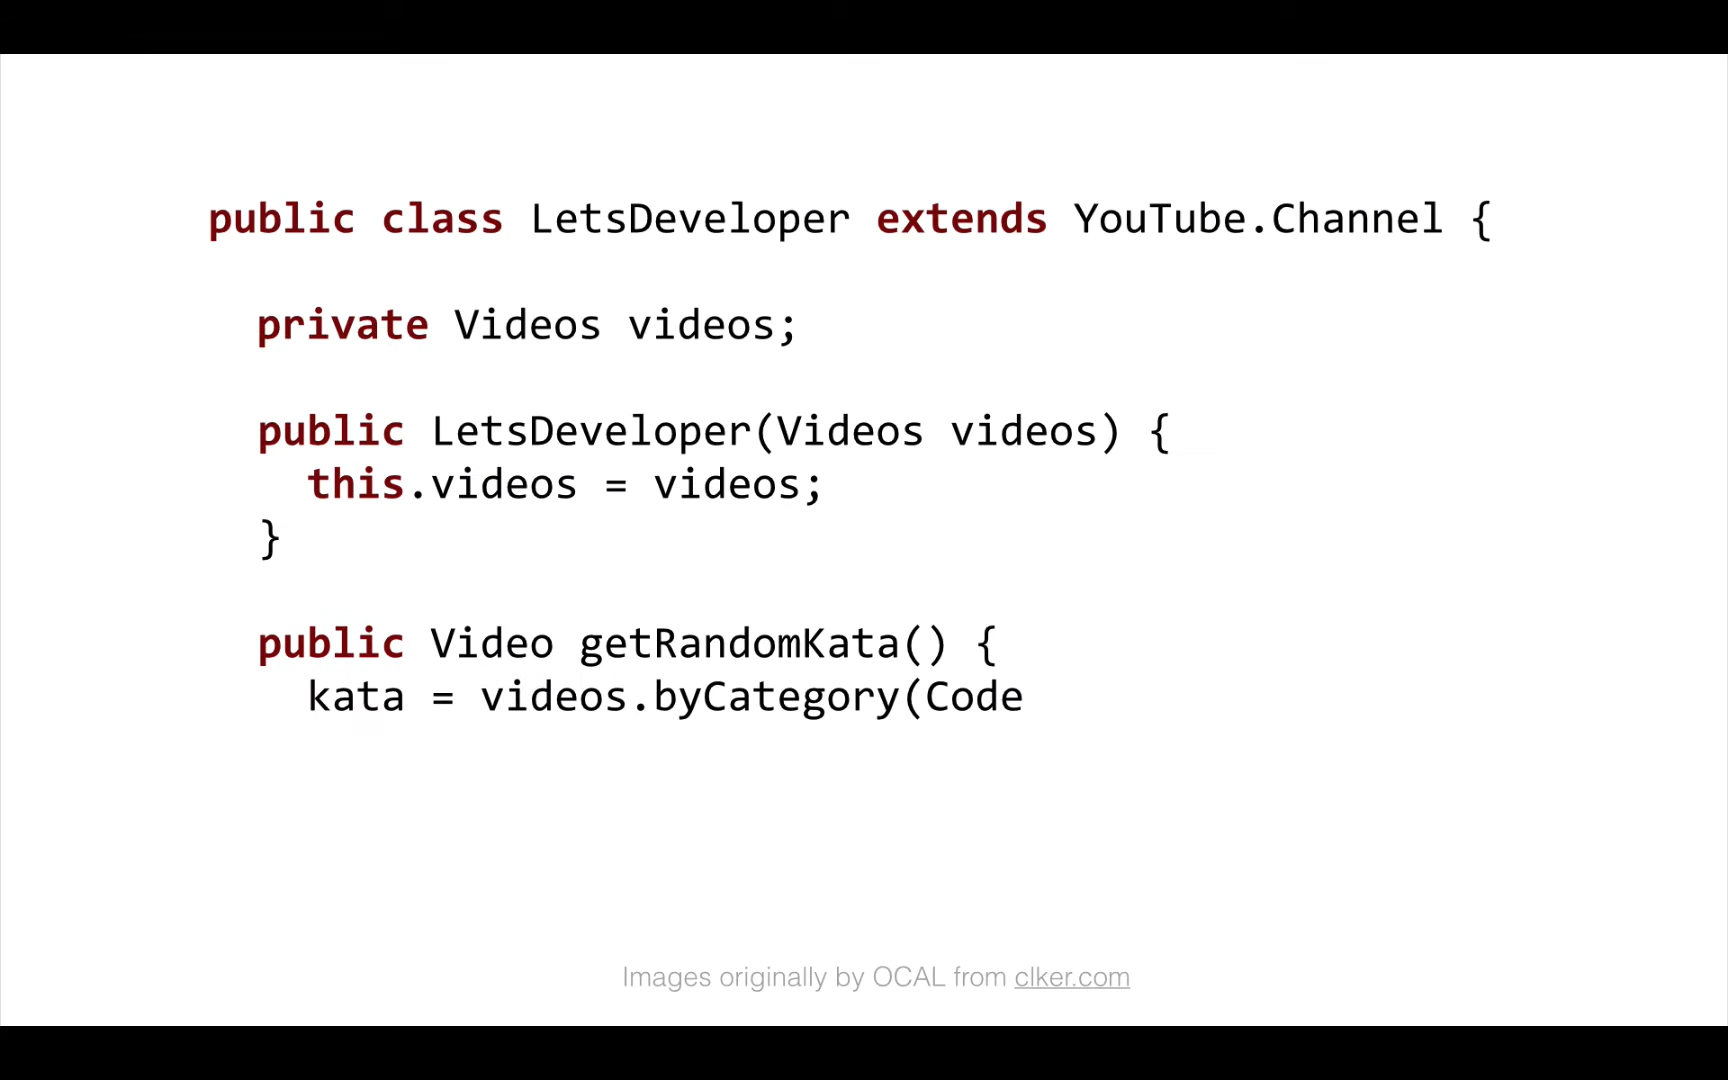 public class LetsDeveloper extends YouTube.Channel {
private Videos videos;
public LetsDeveloper(Videos videos) {
this.videos = videos;
}
public Video getRandomKata() {
kata = videos.byCategory(Code
Images originally by OCAL from clker.com